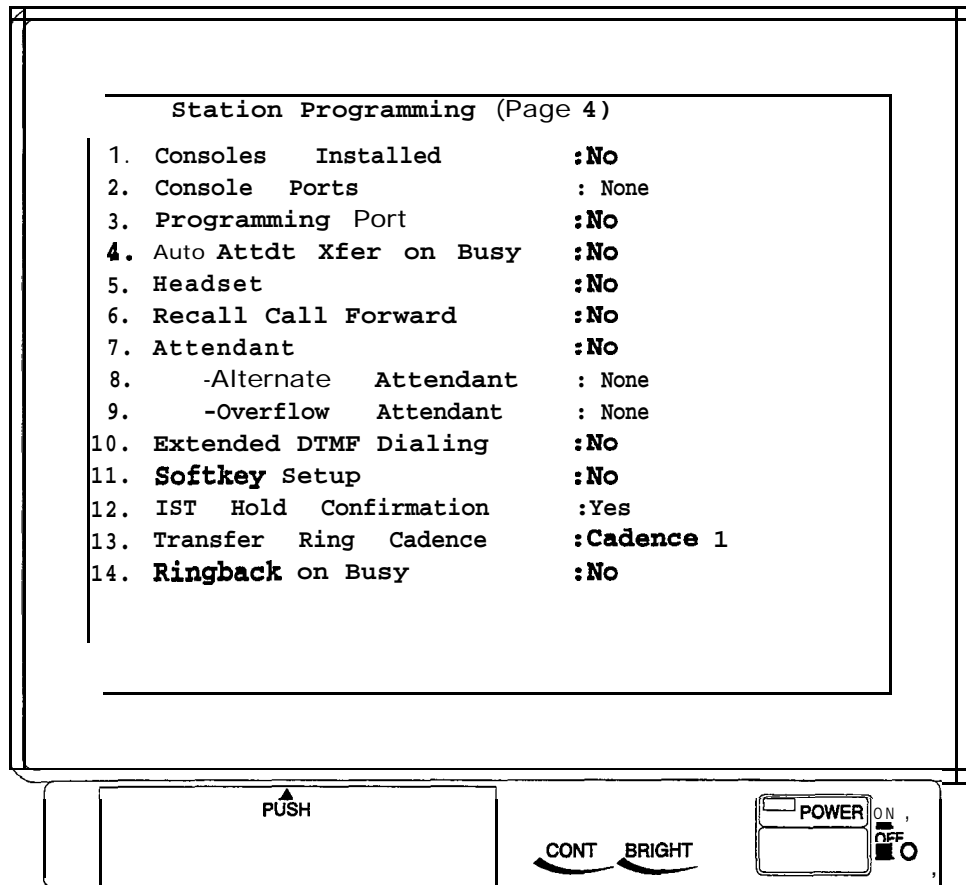 Station Programming (Page 4)
1. Consoles Installed :No
2. Console Ports : None
3. Programming Port :No
4. Auto Attdt Xfer on Busy :No
5. Headset :No
6. Recall Call Forward :No
7. Attendant :No
8. -Alternate Attendant : None
9. -Overflow Attendant : None
10. Extended DTMF Dialing :No
11. Softkey Setup :No
12. IST Hold Confirmation :Yes
13. Transfer Ring Cadence :Cadence 1
14. Ringback on Busy :No
PUSH
CONT BRIGHT
POWER ON
OFF